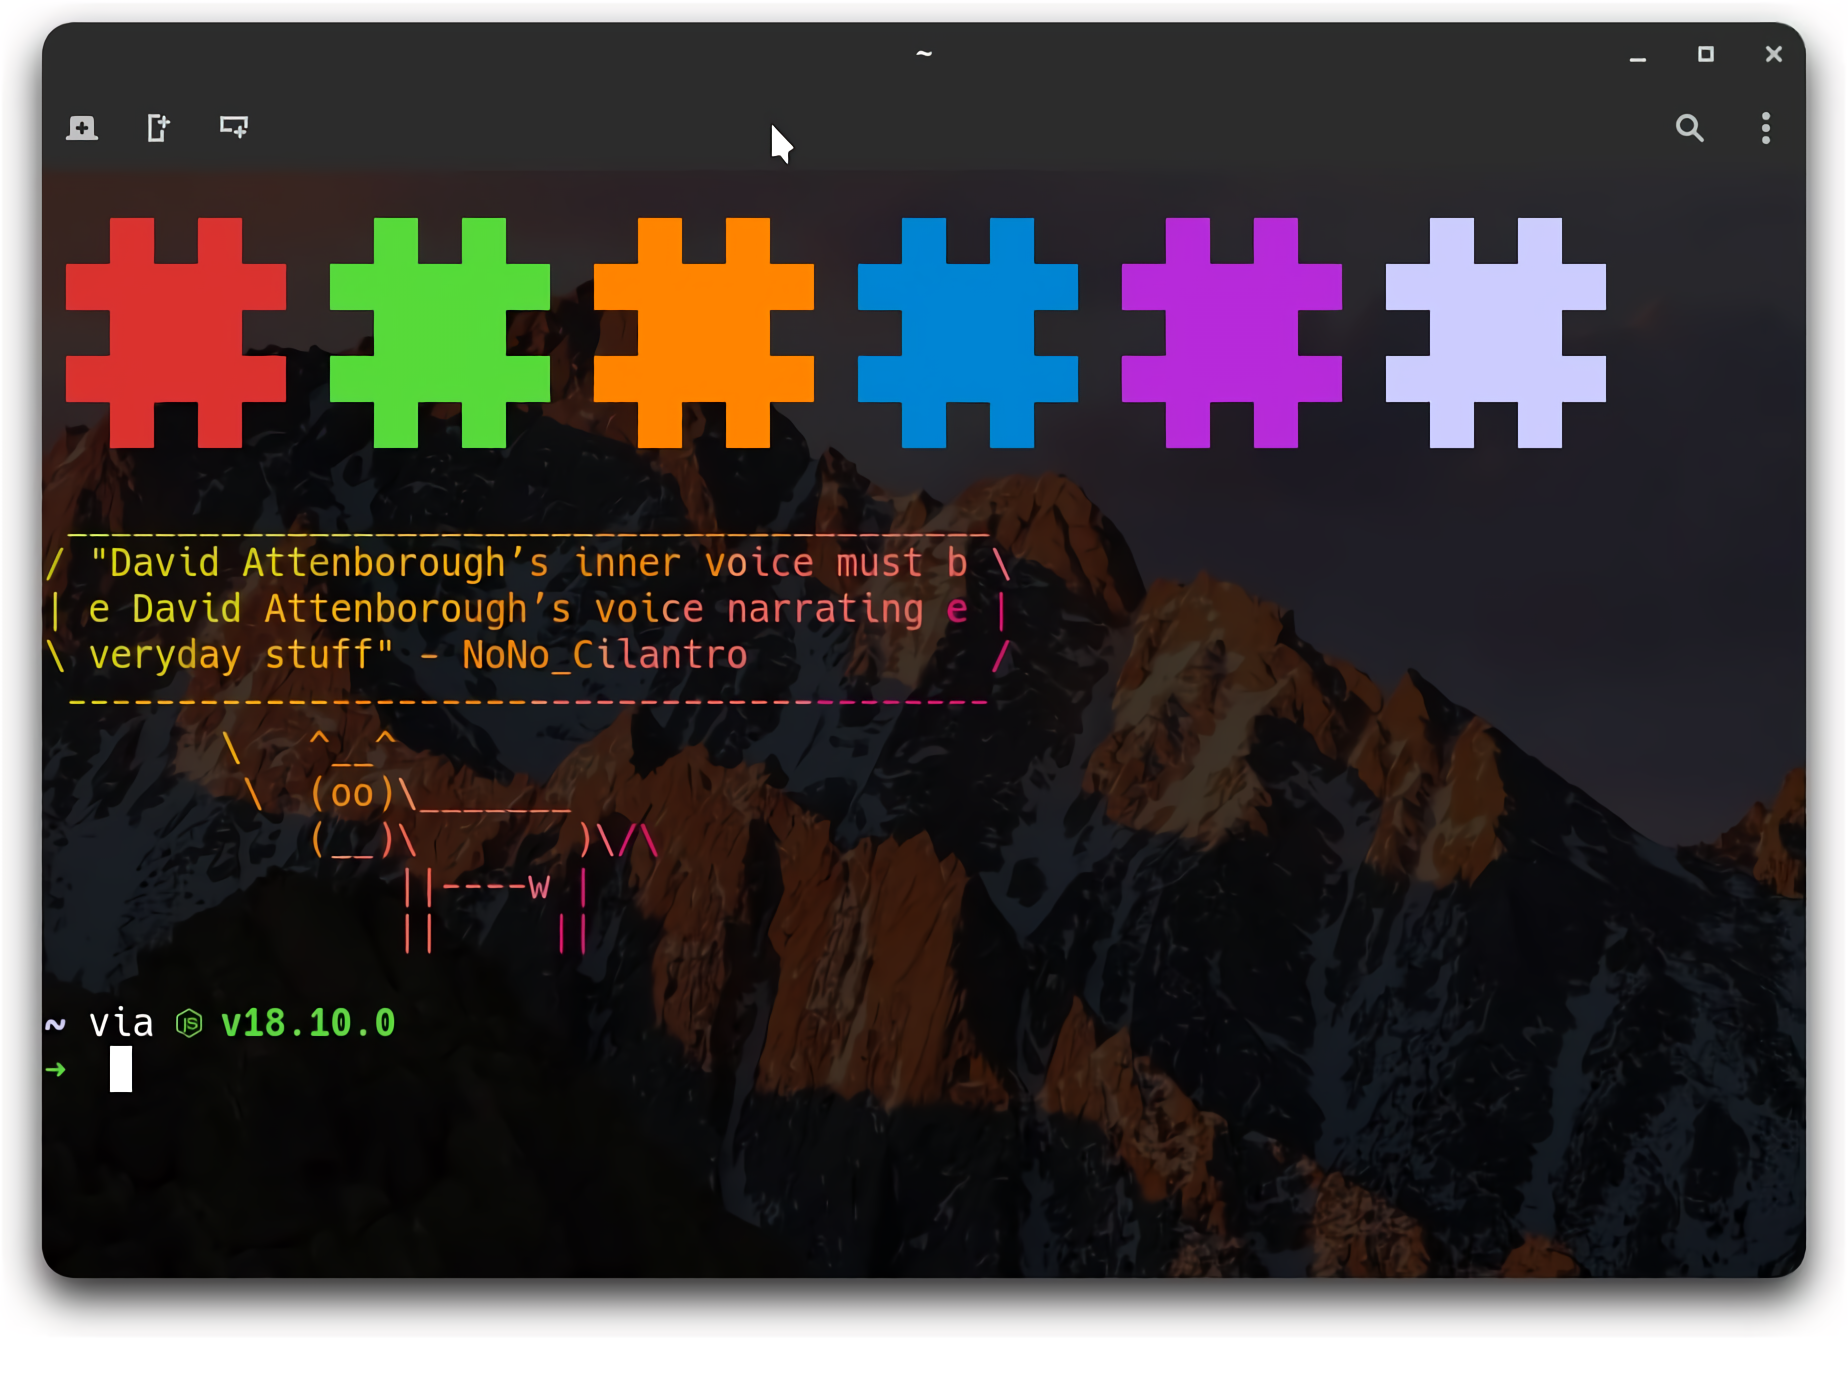 ~
/ "David Attenborough’s inner voice must b \
| e David Attenborough’s voice narrating e |
\ veryday stuff" - NoNo_Cilantro           /
 ------------------------------------------
        \   ^__^
         \  (oo)\_______
            (__)\       )\/\
                ||----w |
                ||     ||
~ via JS v18.10.0
➜